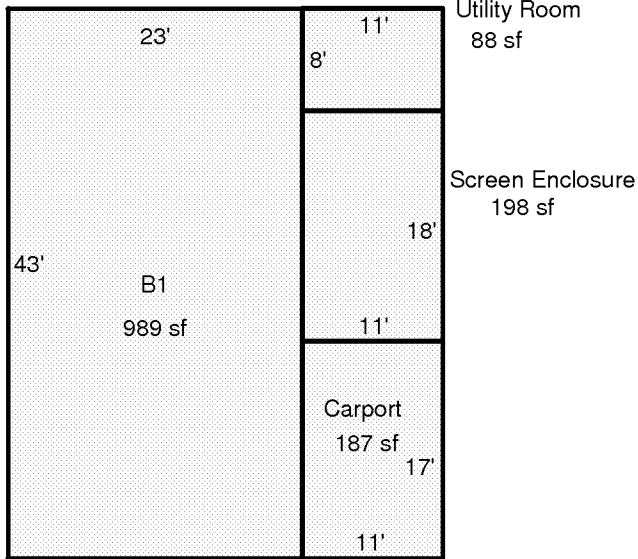 Utility Room
88 sf
23'
11'
8'
Screen Enclosure
198 sf
18'
43'
B1
989 sf
11'
Carport
187 sf
17'
11'